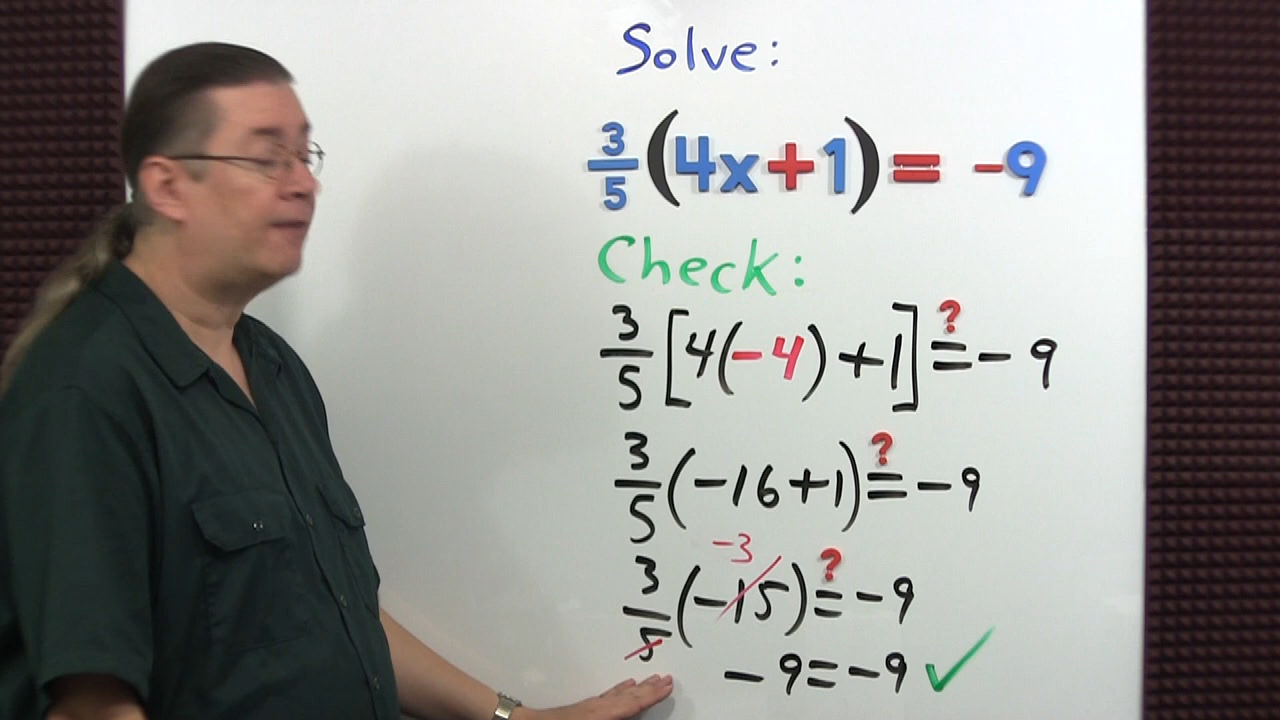 Solve:
3/5 (4x+1) = -9
Check:
3/5 [4(-4)+1] ?= -9
3/5 (-16+1) ?= -9
-3
3/5 (-15) ?= -9
-9 = -9 ✓